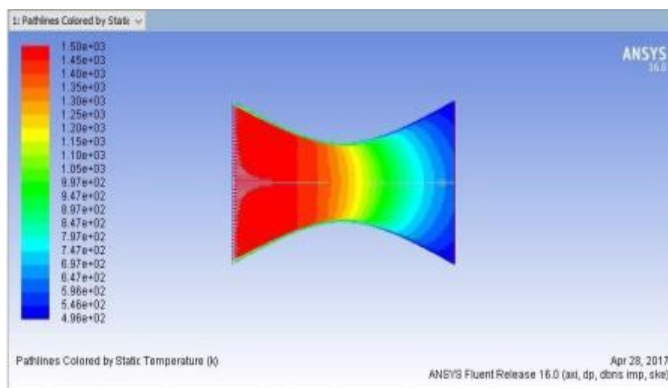 1: Pathlines Colored by Static
ANSYS
16.0
1.50e+03
1.45e+03
1.40e+03
1.35e+03
1.30e+03
1.25e+03
1.20e+03
1.15e+03
1.10e+03
1.05e+03
9.97e+02
9.47e+02
8.97e+02
8.47e+02
7.97e+02
7.47e+02
6.97e+02
6.47e+02
5.96e+02
5.46e+02
4.96e+02
Pathlines Colored by Static Temperature (k)
Apr 28, 2017
ANSYS Fluent Release 16.0 (axi, dp, dbns imp, ske)